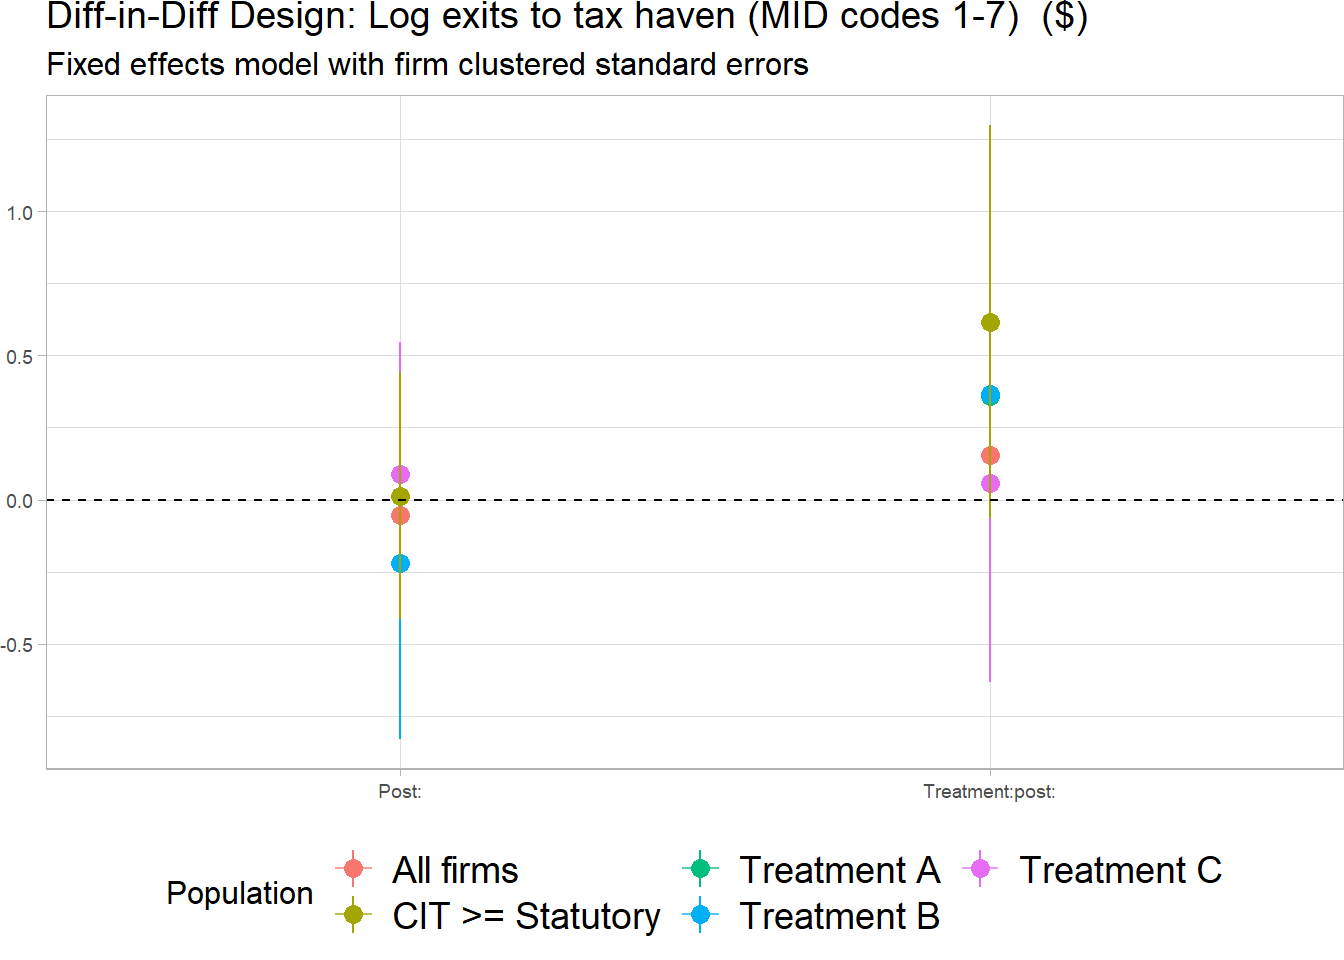 Diff-in-Diff Design: Log exits to tax haven (MID codes 1-7)  ($)
Fixed effects model with firm clustered standard errors
1.0
0.5
0.0
-0.5
Post:
Treatment:post:
Population
All firms
CIT >= Statutory
Treatment A
Treatment B
Treatment C